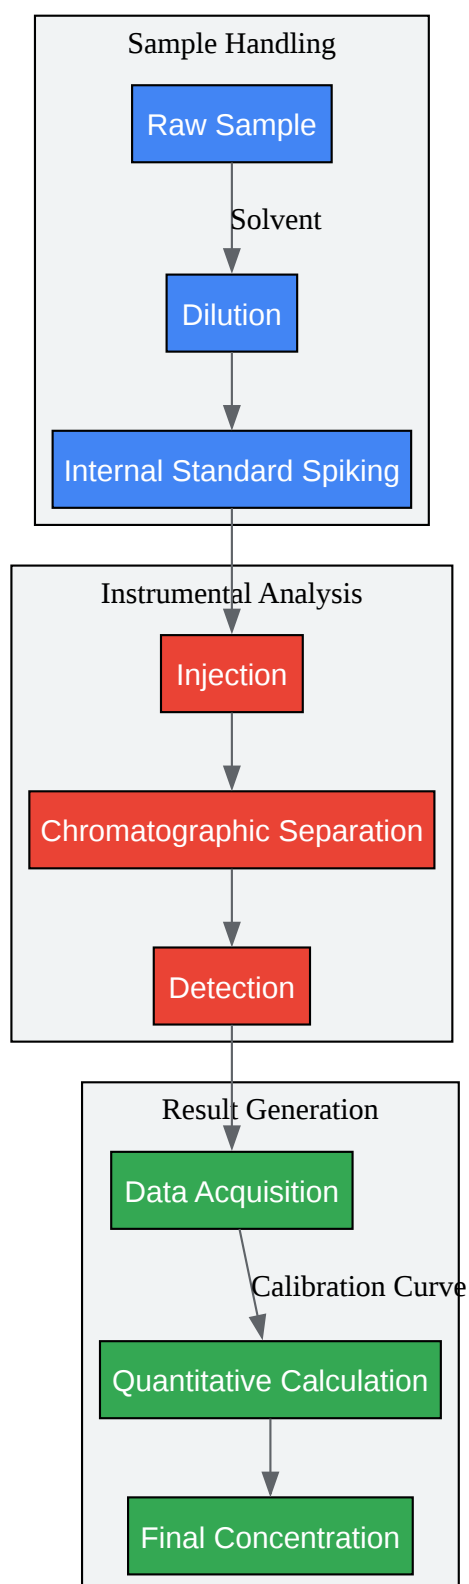 Sample Handling
Raw Sample
Solvent
Dilution
Internal Standard Spiking
Instrumental Analysis
Injection
Chromatographic Separation
Detection
Result Generation
Data Acquisition
Calibration Curve
Quantitative Calculation
Final Concentration